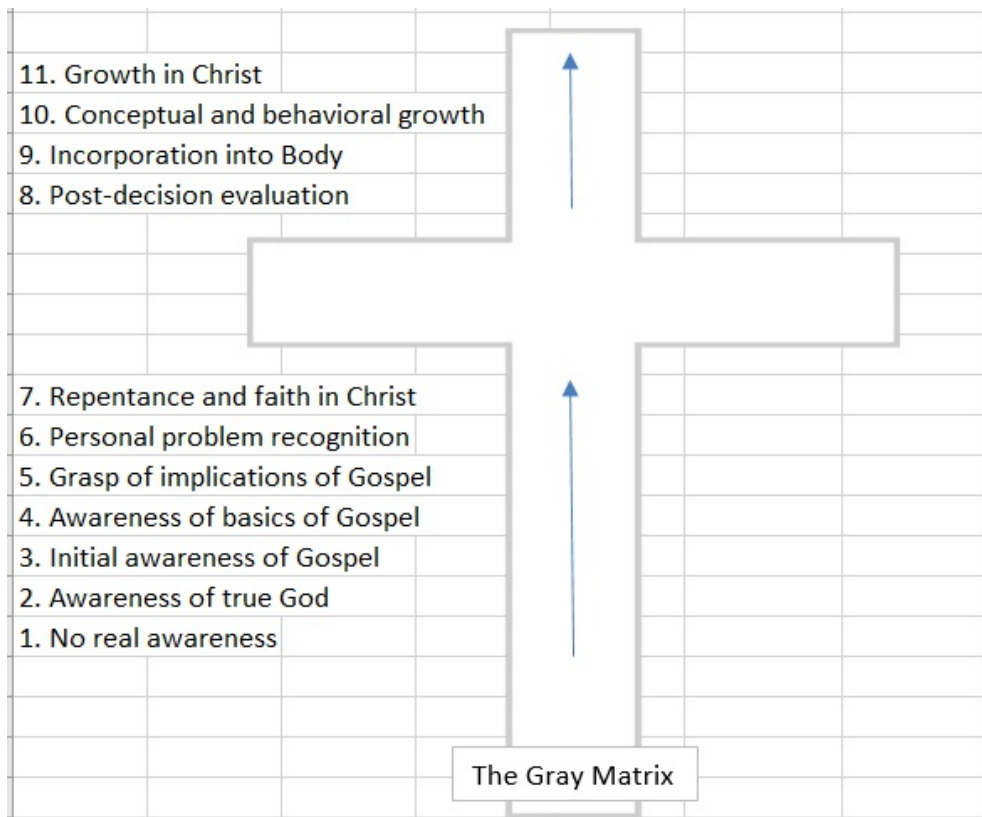 11. Growth in Christ
10. Conceptual and behavioral growth
9. Incorporation into Body
8. Post-decision evaluation
7. Repentance and faith in Christ
6. Personal problem recognition
5. Grasp of implications of Gospel
4. Awareness of basics of Gospel
3. Initial awareness of Gospel
2. Awareness of true God
1. No real awareness
The Gray Matrix